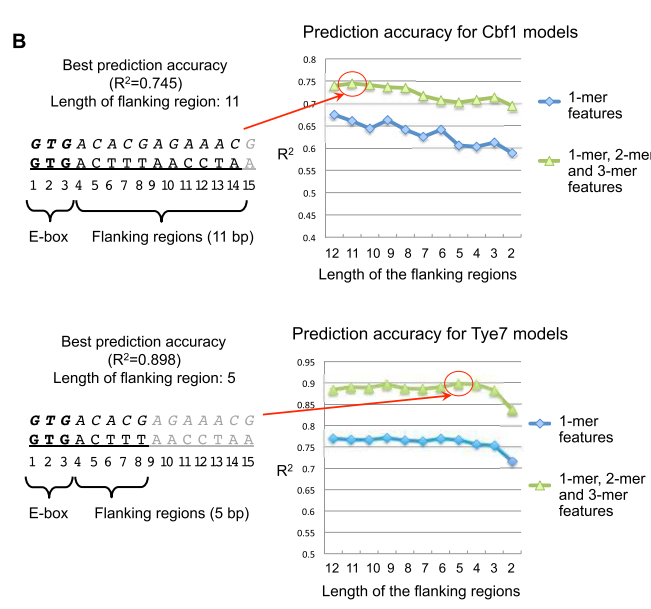 B
Prediction accuracy for Cbf1 models
Best prediction accuracy
(R²=0.745)
Length of flanking region: 11
GTGACACGAGAAACG
GTGACTTTAACCTAA
1 2 3 4 5 6 7 8 9 10 11 12 13 14 15
E-box Flanking regions (11 bp)
R²
0.8
0.75
0.7
0.65
0.6
0.55
0.5
0.45
0.4
12 11 10 9 8 7 6 5 4 3 2
Length of the flanking regions
1-mer
features
1-mer, 2-mer
and 3-mer
features
Prediction accuracy for Tye7 models
Best prediction accuracy
(R²=0.898)
Length of flanking region: 5
GTGACACGAGAAACG
GTGACTTTAACCTAA
1 2 3 4 5 6 7 8 9 10 11 12 13 14 15
E-box Flanking regions (5 bp)
R²
0.95
0.9
0.85
0.8
0.75
0.7
0.65
0.6
0.55
0.5
12 11 10 9 8 7 6 5 4 3 2
Length of the flanking regions
1-mer
features
1-mer, 2-mer
and 3-mer
features